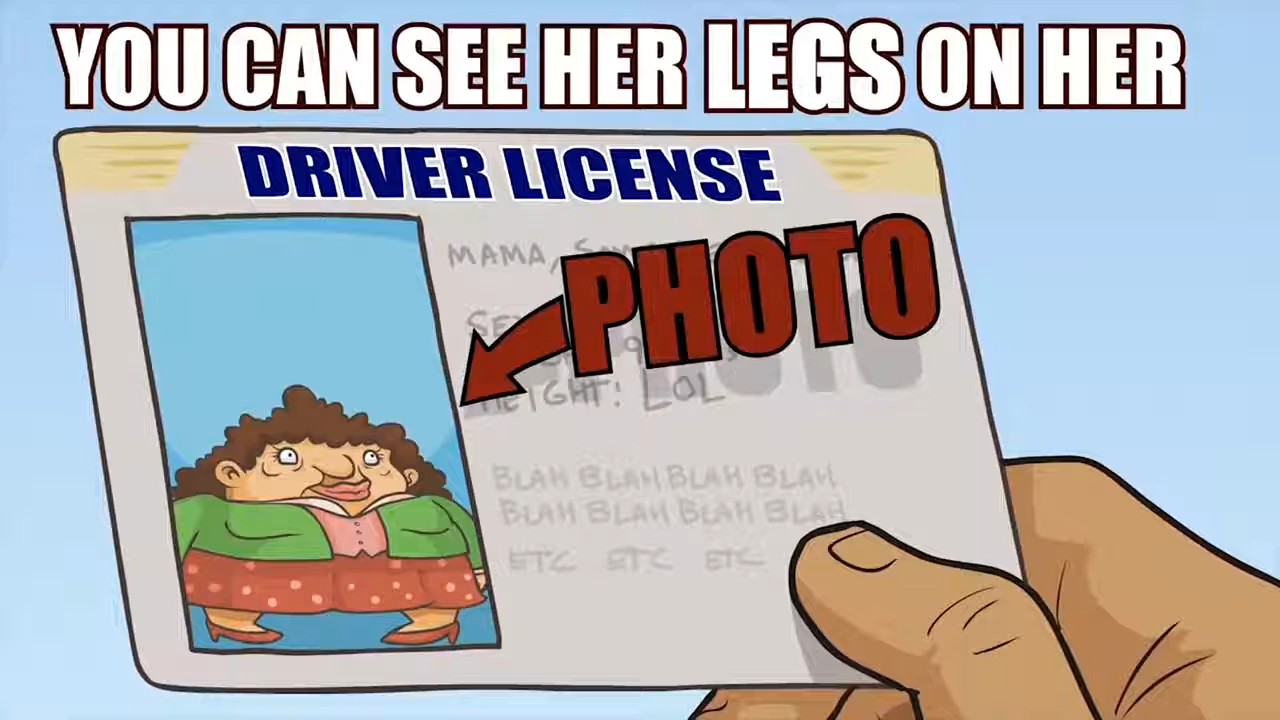 YOU CAN SEE HER LEGS ON HER
DRIVER LICENSE
PHOTO
MAMA,
HEIGHT: LOL
BLAH BLAH BLAH BLAH
BLAH BLAH BLAH BLAH
ETC ETC ETC